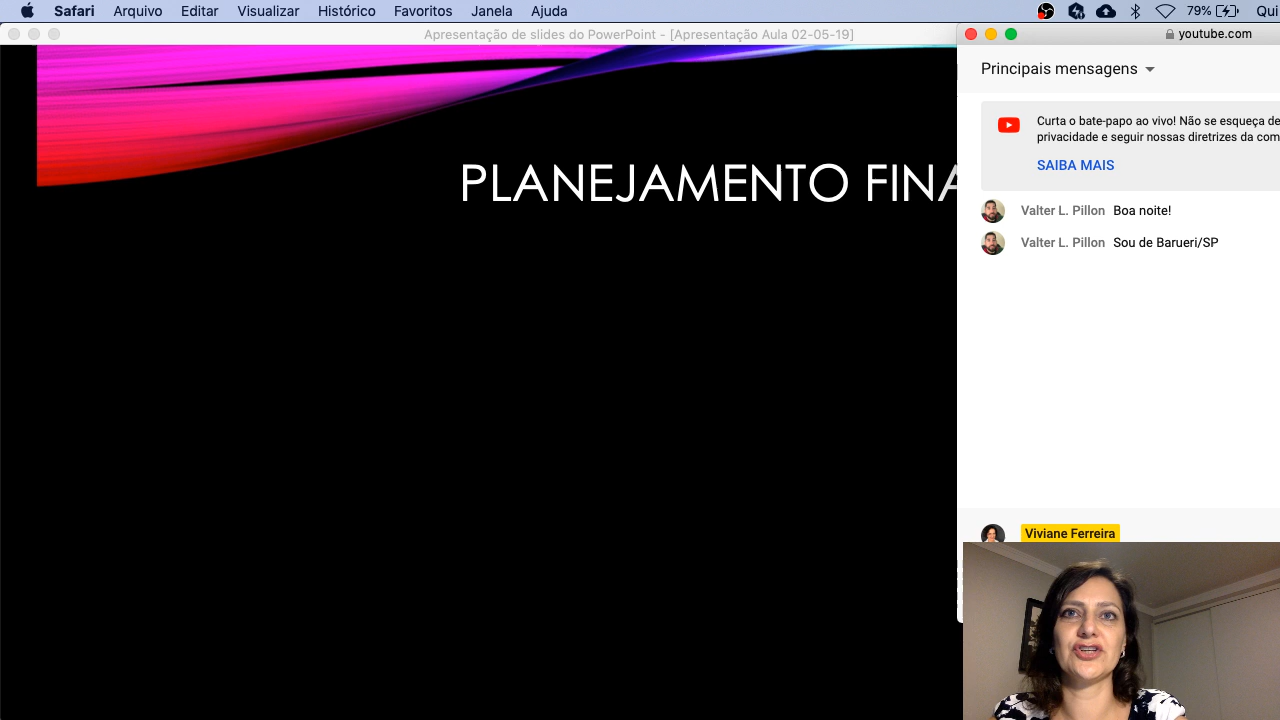 Safari Arquivo Editar Visualizar Histórico Favoritos Janela Ajuda 79% Qui
Apresentação de slides do PowerPoint - [Apresentação Aula 02-05-19]
youtube.com
Principais mensagens
Curta o bate-papo ao vivo! Não se esqueça de
privacidade e seguir nossas diretrizes da com
SAIBA MAIS
PLANEJAMENTO FINA
Valter L. Pillon Boa noite!
Valter L. Pillon Sou de Barueri/SP
Viviane Ferreira